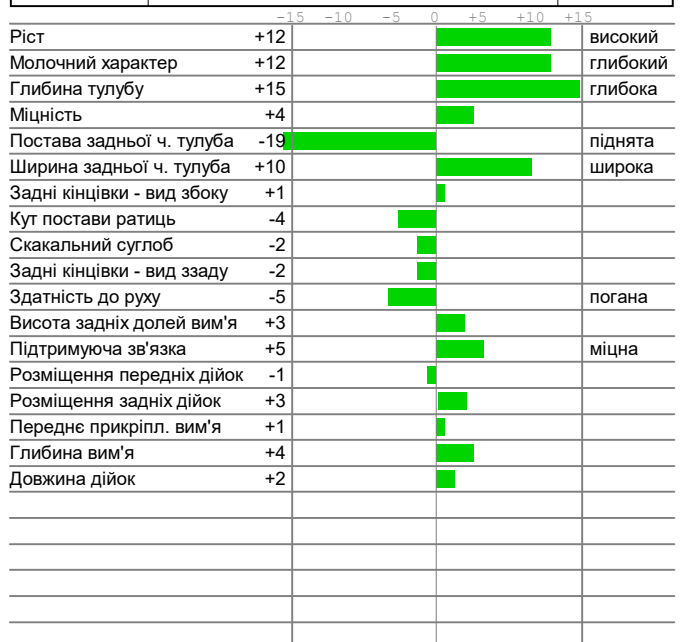 -15 -10 -5 0 +5 +10 +15
Ріст +12 високий
Молочний характер +12 глибокий
Глибина тулубу +15 глибока
Міцність +4
Постава задньої ч. тулуба -19 піднята
Ширина задньої ч. тулуба +10 широка
Задні кінцівки - вид збоку +1
Кут постави ратиць -4
Скакальний суглоб -2
Задні кінцівки - вид ззаду -2
Здатність до руху -5 погана
Висота задніх долей вим'я +3
Підтримуюча зв'язка +5 міцна
Розміщення передніх дійок -1
Розміщення задніх дійок +3
Переднє прикріпл. вим'я +1
Глибина вим'я +4
Довжина дійок +2